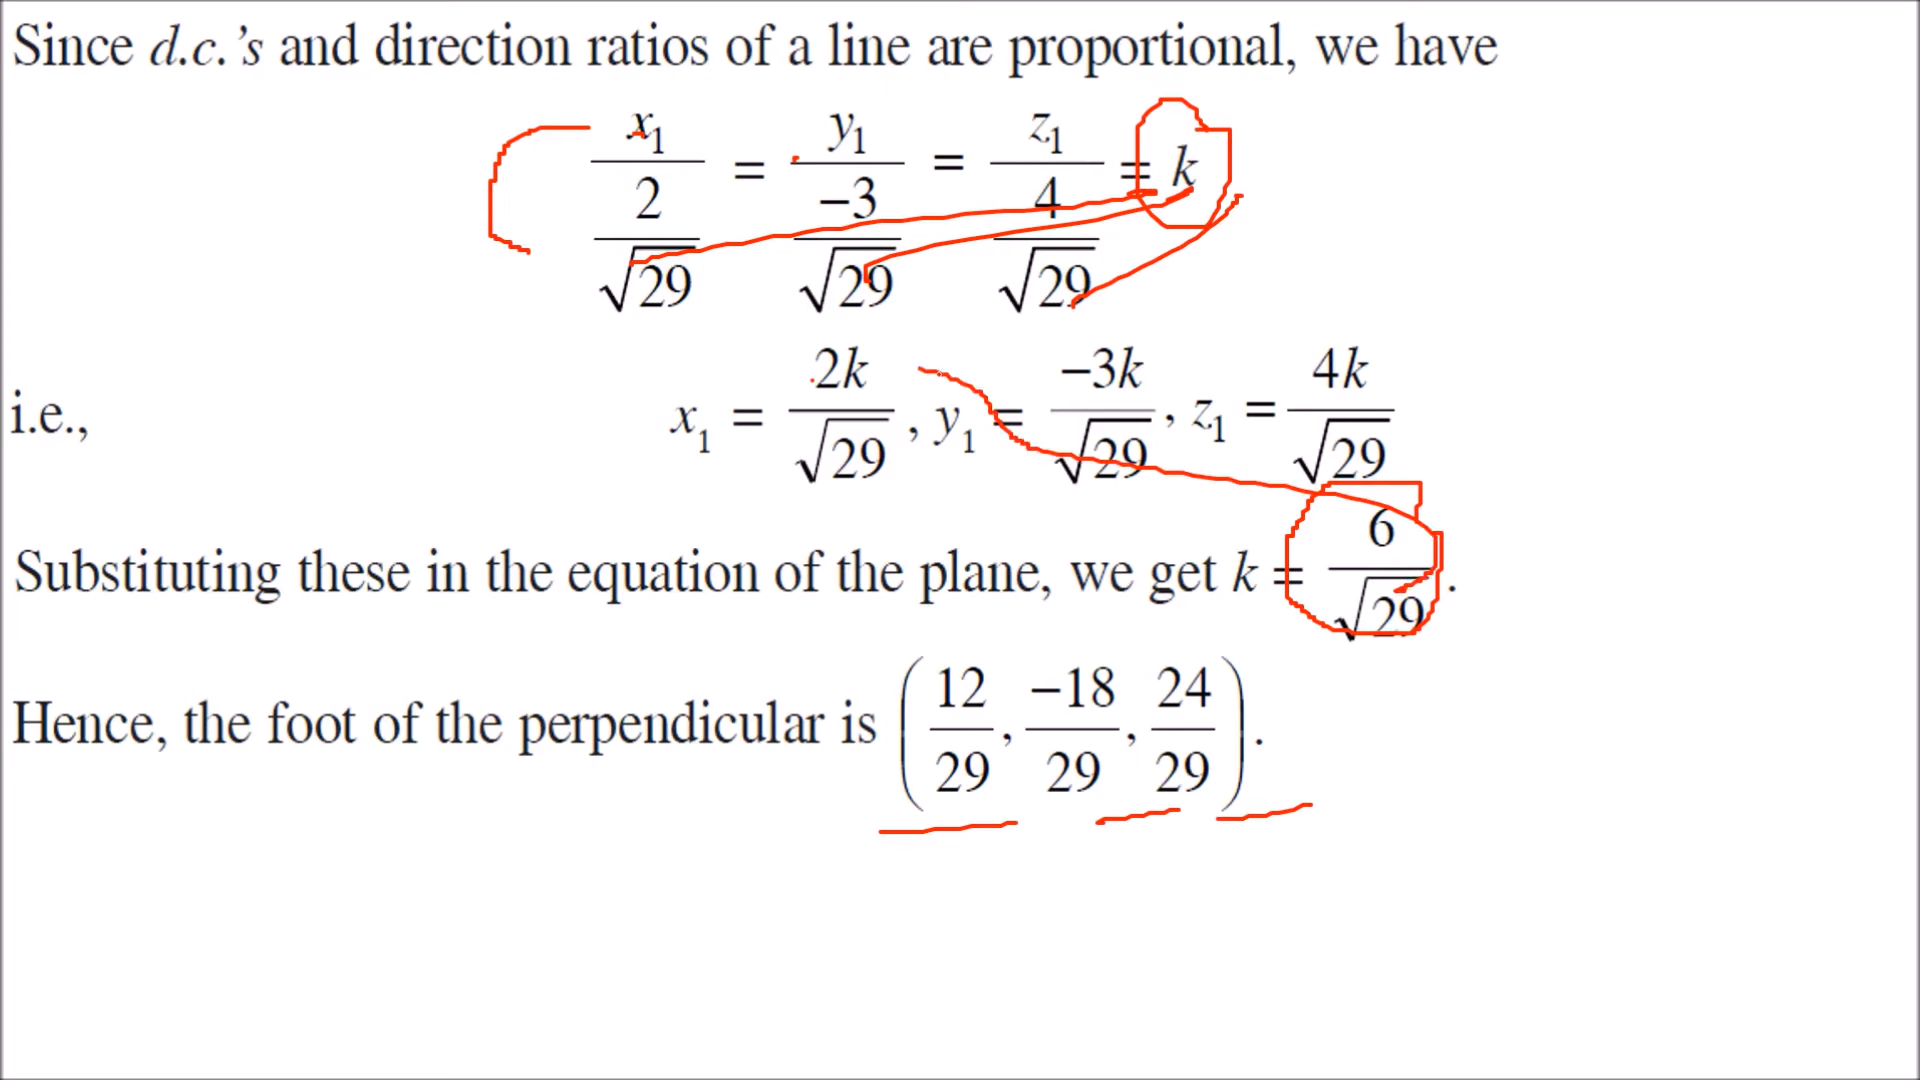 Since d.c.'s and direction ratios of a line are proportional, we have
x₁/(2/√29) = y₁/(−3/√29) = z₁/(4/√29) = k
i.e., x₁ = 2k/√29, y₁ = −3k/√29, z₁ = 4k/√29
Substituting these in the equation of the plane, we get k = 6/√29.
Hence, the foot of the perpendicular is (12/29, −18/29, 24/29).